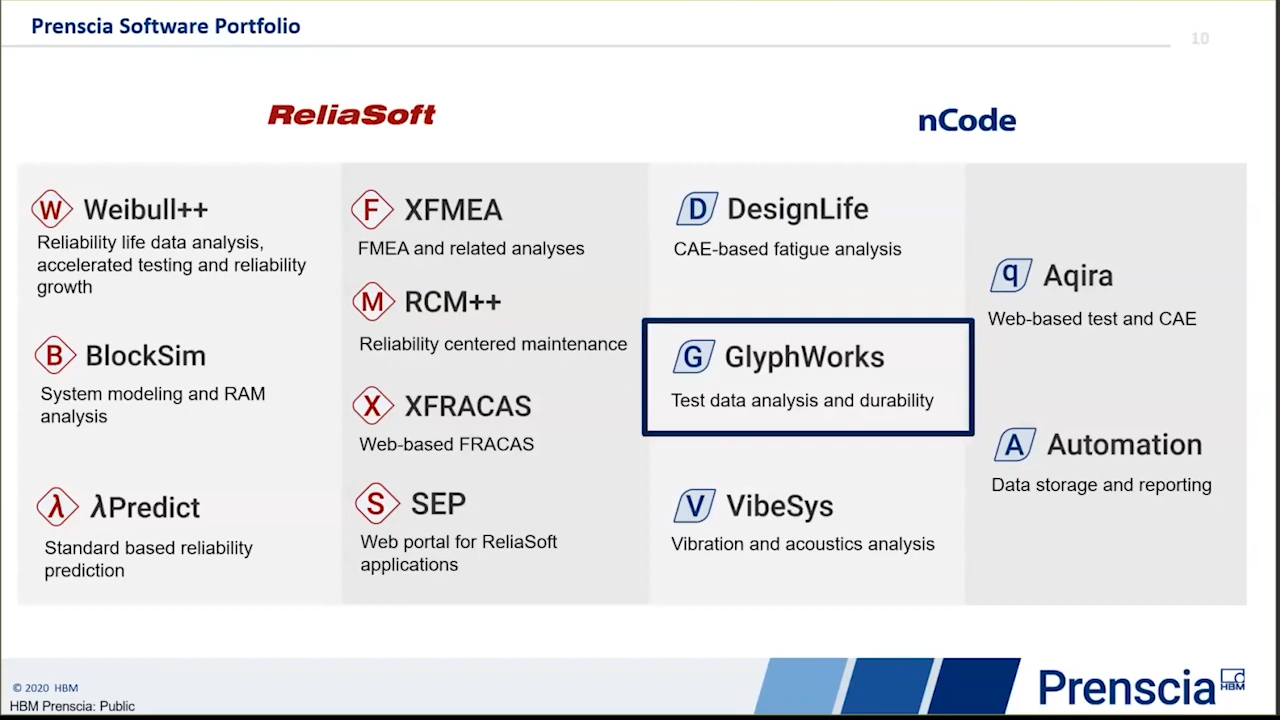 Prenscia Software Portfolio
10
ReliaSoft
nCode
W Weibull++
Reliability life data analysis,
accelerated testing and reliability
growth
B BlockSim
System modeling and RAM
analysis
λ λPredict
Standard based reliability
prediction
F XFMEA
FMEA and related analyses
M RCM++
Reliability centered maintenance
X XFRACAS
Web-based FRACAS
S SEP
Web portal for ReliaSoft
applications
D DesignLife
CAE-based fatigue analysis
G GlyphWorks
Test data analysis and durability
V VibeSys
Vibration and acoustics analysis
q Aqira
Web-based test and CAE
A Automation
Data storage and reporting
© 2020 HBM
HBM Prenscia: Public
Prenscia HBM